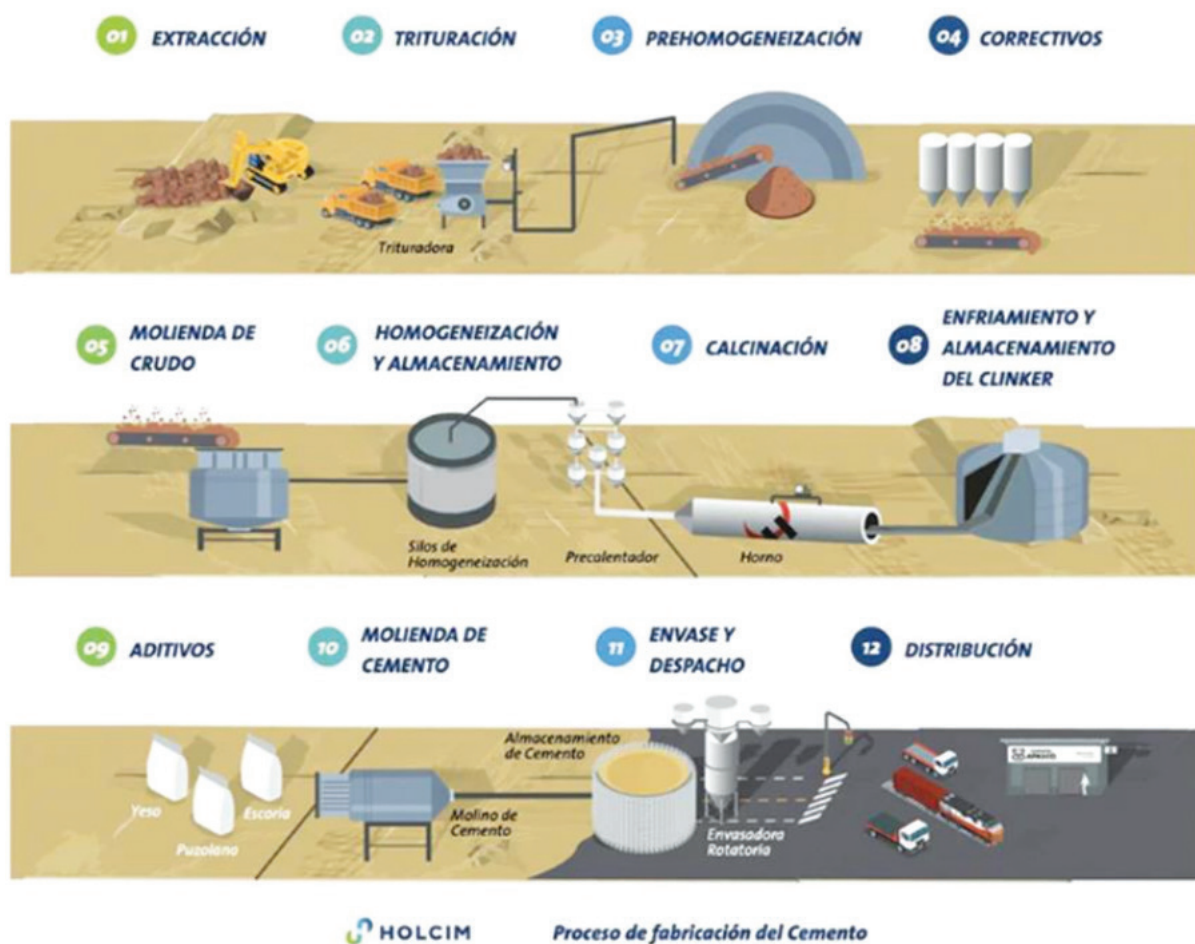 01 EXTRACCIÓN
02 TRITURACIÓN
03 PREHOMOGENEIZACIÓN
04 CORRECTIVOS
Trituradora
05 MOLIENDA DE
CRUDO
06 HOMOGENEIZACIÓN
Y ALMACENAMIENTO
07 CALCINACIÓN
08 ENFRIAMIENTO Y
ALMACENAMIENTO
DEL CLINKER
Silos de
Homogeneización
Precalentador
Horno
09 ADITIVOS
10 MOLIENDA DE
CEMENTO
11 ENVASE Y
DESPACHO
12 DISTRIBUCIÓN
Yeso
Puzolana
Escoria
Molino de
Cemento
Almacenamiento
de Cemento
Envasadora
Rotatoria
HOLCIM
Proceso de fabricación del Cemento